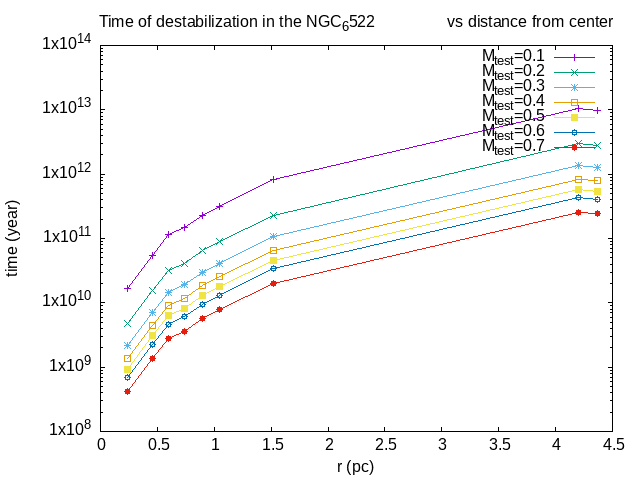 Time of destabilization in the NGC6522 vs distance from center
1x10^14
1x10^13
1x10^12
1x10^11
1x10^10
1x10^9
1x10^8
time (year)
Mtest=0.1
Mtest=0.2
Mtest=0.3
Mtest=0.4
Mtest=0.5
Mtest=0.6
Mtest=0.7
0 0.5 1 1.5 2 2.5 3 3.5 4 4.5
r (pc)